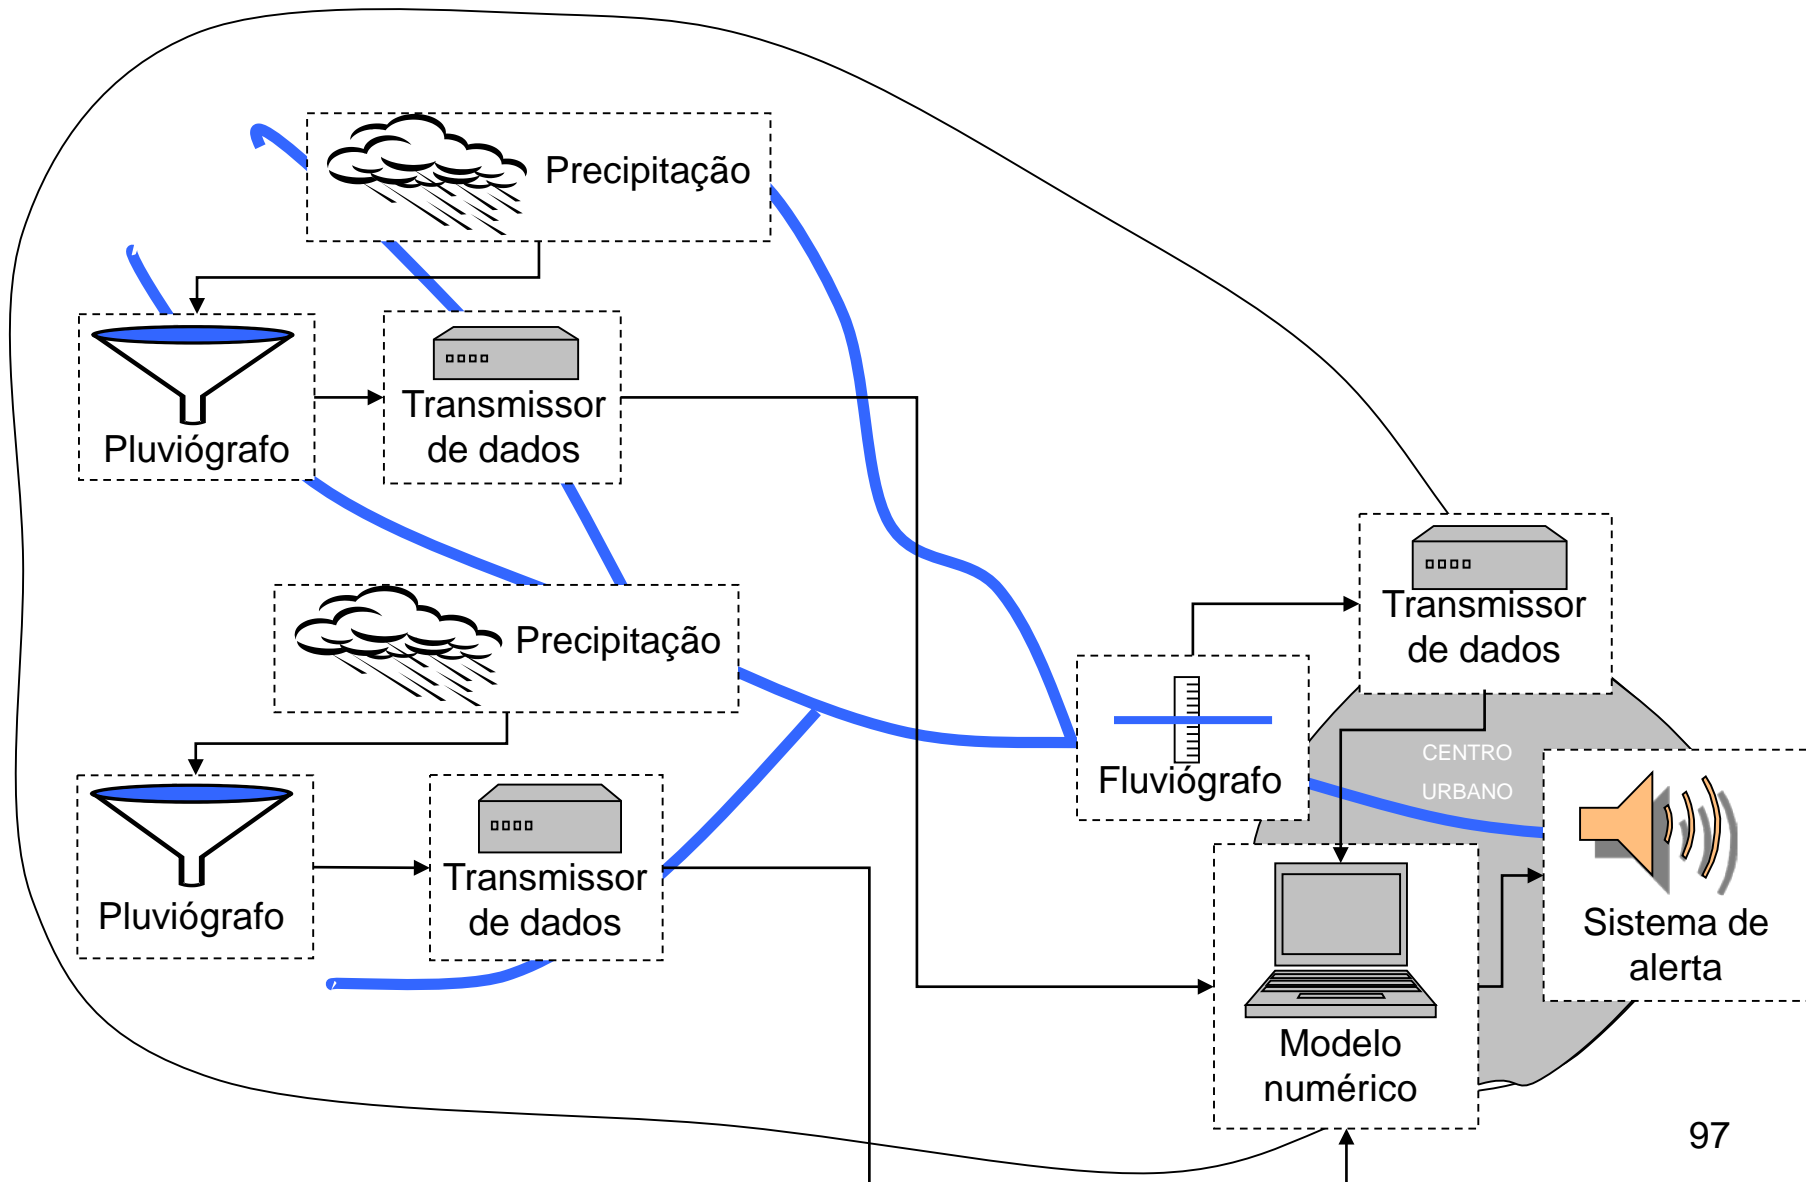 Precipitação
Pluviógrafo
Transmissor
de dados
Precipitação
Pluviógrafo
Transmissor
de dados
Fluviógrafo
Transmissor
de dados
CENTRO
URBANO
Modelo
numérico
Sistema de
alerta
97